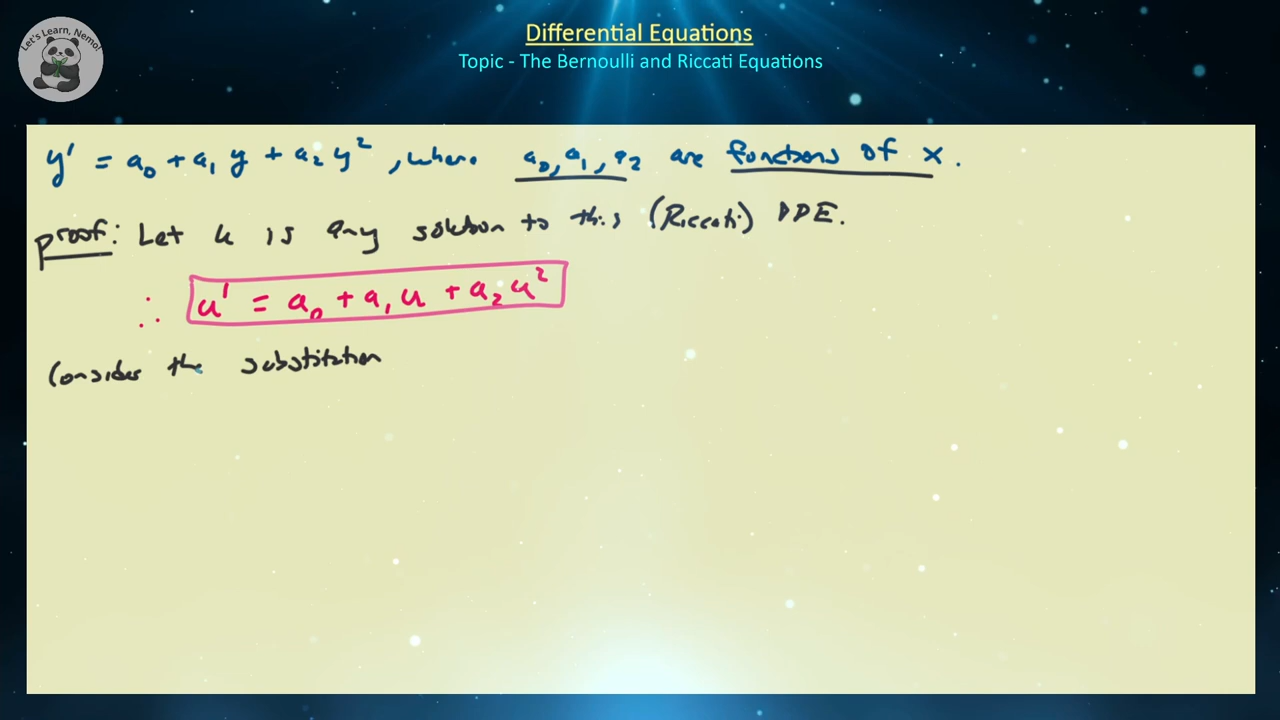 Let's Learn, Nemo!
Differential Equations
Topic - The Bernoulli and Riccati Equations
y' = a₀ + a₁ y + a₂ y², where a₀, a₁, a₂ are functions of x.
proof: Let u is any solution to this (Riccati) ODE.
∴ u' = a₀ + a₁ u + a₂ u²
Consider the substitution